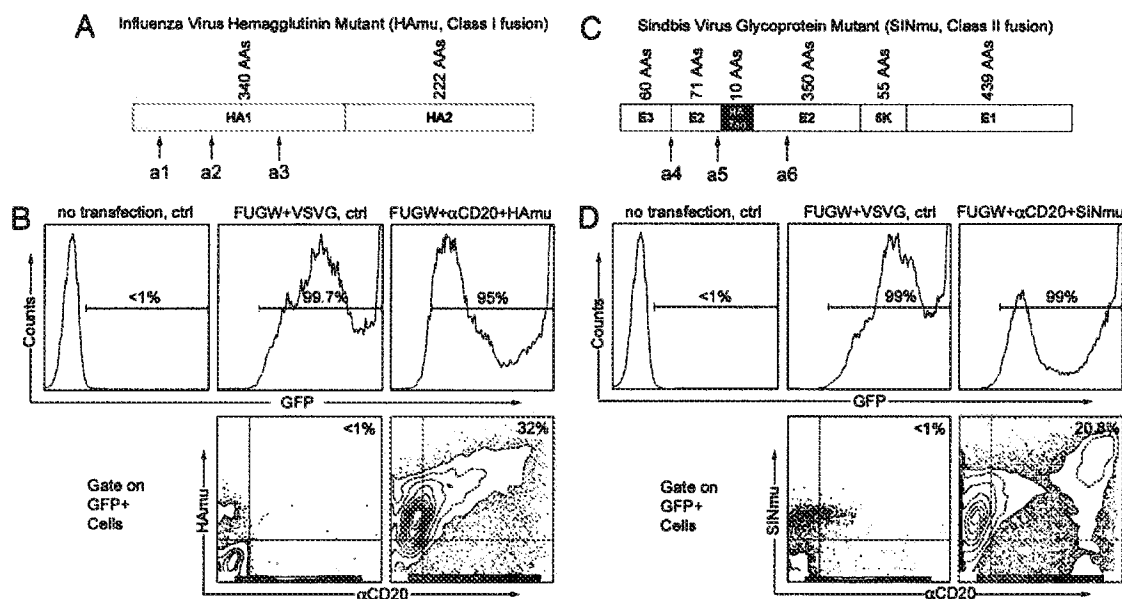 A Influenza Virus Hemagglutinin Mutant (HAmu, Class I fusion)
340 AAs
222 AAs
HA1
HA2
a1
a2
a3
C Sindbis Virus Glycoprotein Mutant (SINmu, Class II fusion)
60 AAs
71 AAs
10 AAs
350 AAs
55 AAs
439 AAs
E3
E2
E2
6K
E1
a4
a5
a6
B
no transfection, ctrl
FUGW+VSVG, ctrl
FUGW+αCD20+HAmu
<1%
99.7%
95%
Counts
GFP
<1%
32%
Gate on
GFP+
Cells
HAmu
αCD20
D
no transfection, ctrl
FUGW+VSVG, ctrl
FUGW+αCD20+SINmu
<1%
99%
99%
Counts
GFP
<1%
20.8%
Gate on
GFP+
Cells
SINmu
αCD20